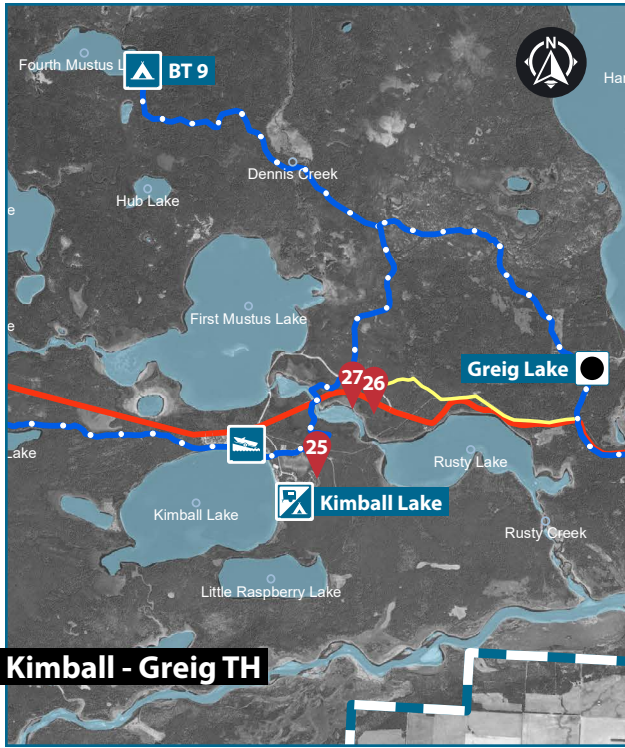 N
Fourth Mustus L
BT 9
Har
Dennis Creek
Hub Lake
e
First Mustus Lake
e
Greig Lake
27
26
25
Lake
Rusty Lake
Kimball Lake
Kimball Lake
Rusty Creek
Little Raspberry Lake
Kimball - Greig TH